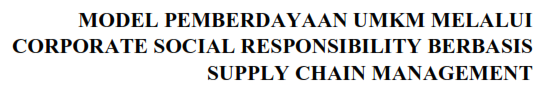 MODEL PEMBERDAYAAN UMKM MELALUI
CORPORATE SOCIAL RESPONSIBILITY BERBASIS
SUPPLY CHAIN MANAGEMENT